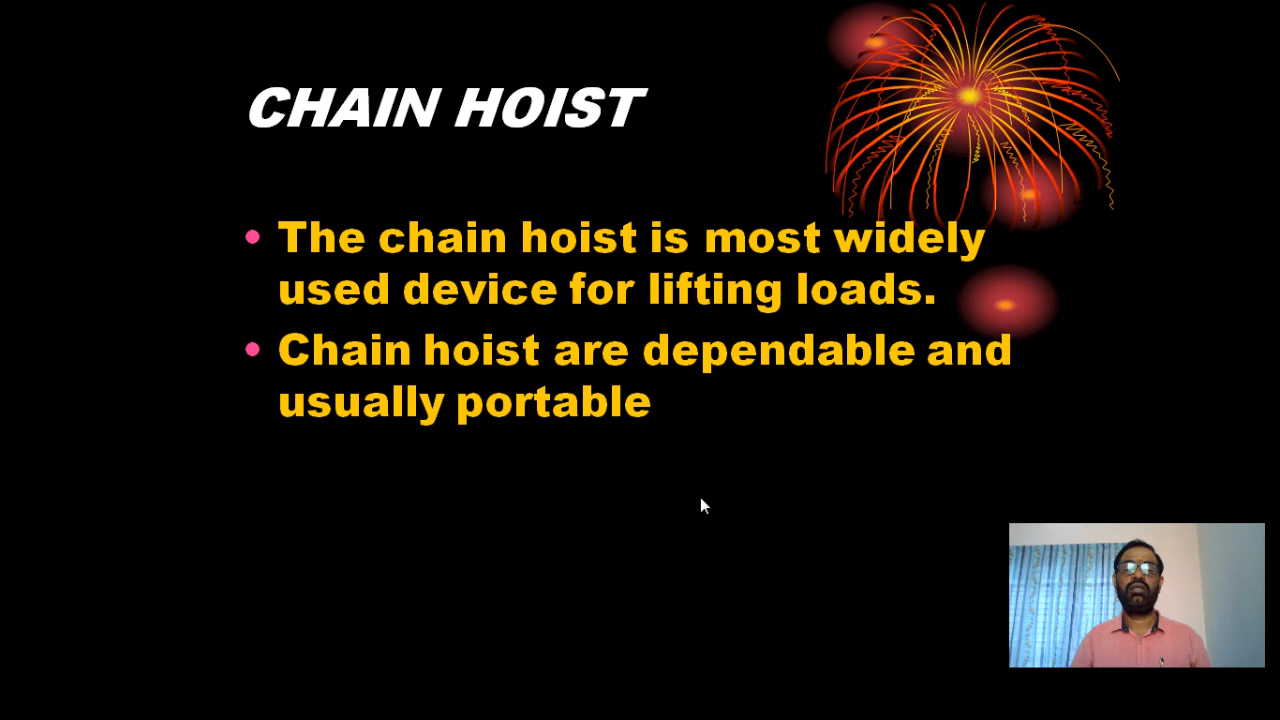 CHAIN HOIST
• The chain hoist is most widely
used device for lifting loads.
• Chain hoist are dependable and
usually portable